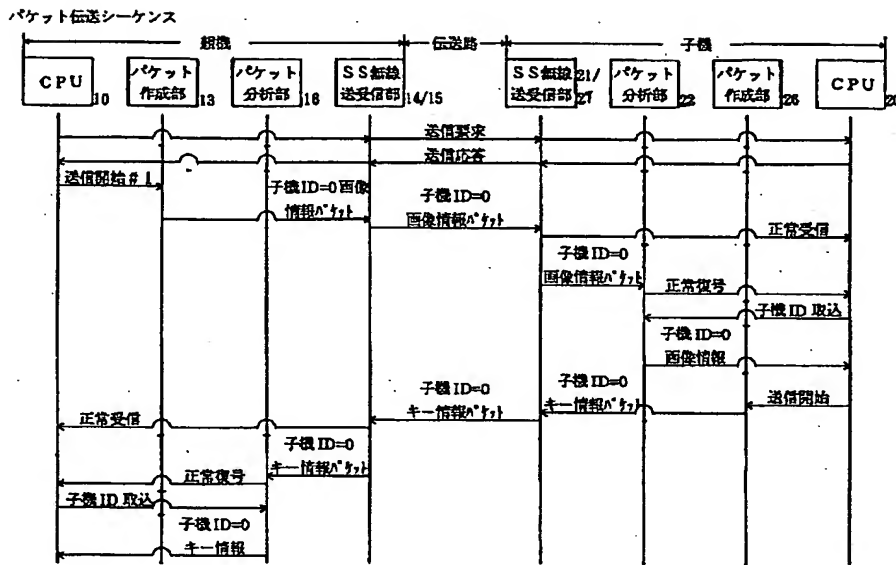 パケット伝送シーケンス
親機 伝送路 子機
CPU 10
パケット
作成部 13
パケット
分析部 16
SS無線
送受信部 14/15
SS無線 21/
送受信部 27
パケット
分析部 22
パケット
作成部 26
CPU 20
送信要求
送信応答
送信開始#1
子機ID=0画像
情報パケット
子機ID=0
画像情報パケット
正常受信
子機ID=0
画像情報パケット
正常復号
子機ID取込
子機ID=0
画像情報
送信開始
子機ID=0
キー情報パケット
子機ID=0
キー情報パケット
正常受信
子機ID=0
キー情報パケット
正常復号
子機ID取込
子機ID=0
キー情報